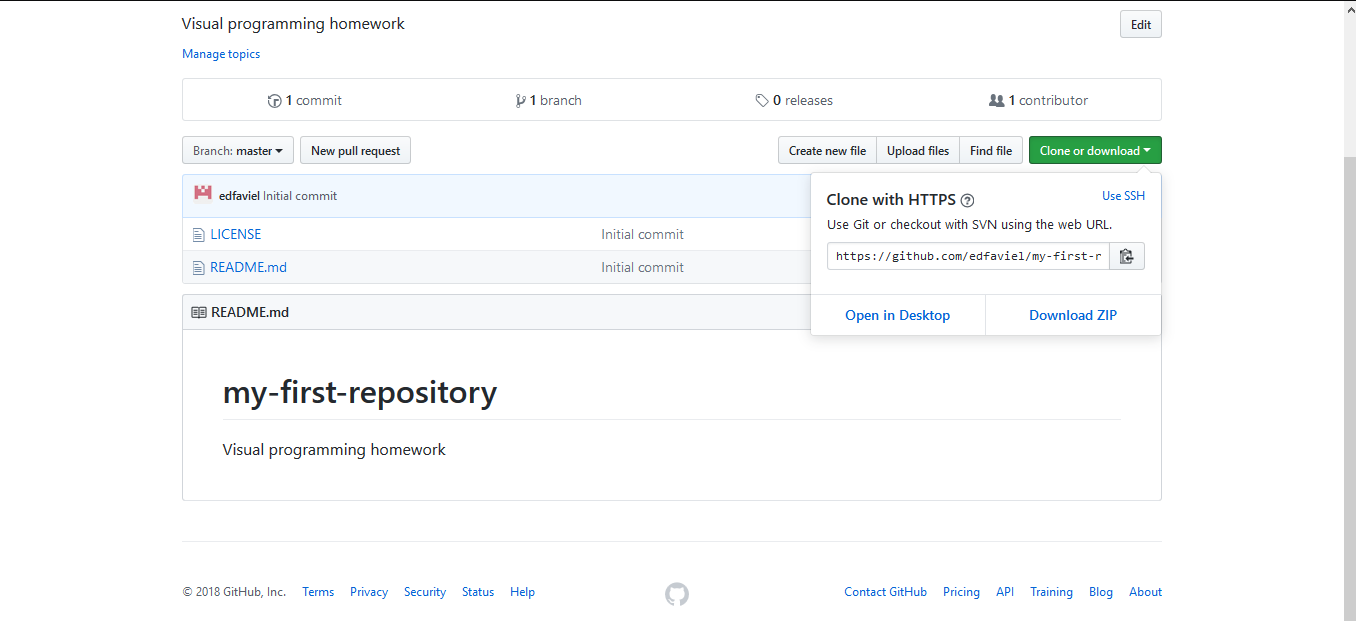 Visual programming homework
Edit
Manage topics
1 commit
1 branch
0 releases
1 contributor
Branch: master
New pull request
Create new file
Upload files
Find file
Clone or download
edfaviel Initial commit
LICENSE Initial commit
README.md Initial commit
Clone with HTTPS
Use SSH
Use Git or checkout with SVN using the web URL.
https://github.com/edfaviel/my-first-r
Open in Desktop
Download ZIP
README.md
my-first-repository
Visual programming homework
© 2018 GitHub, Inc. Terms Privacy Security Status Help
Contact GitHub Pricing API Training Blog About